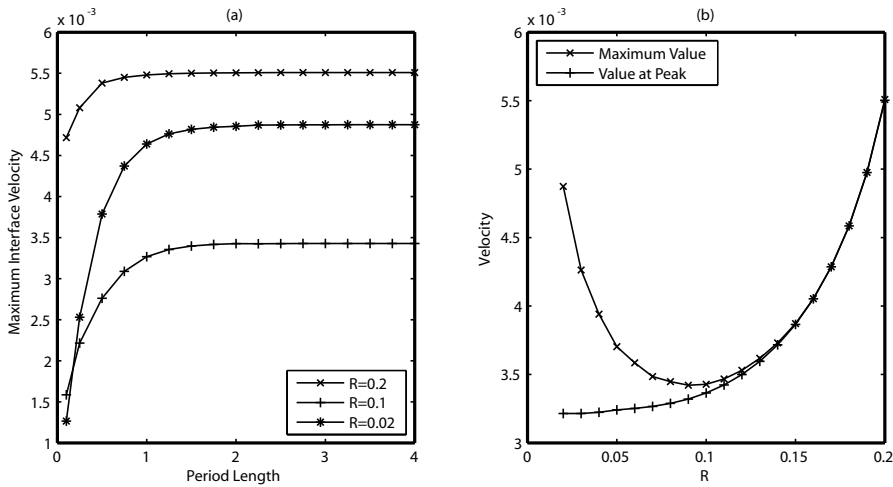 (a)
x 10⁻³
6
5.5
5
4.5
4
3.5
3
2.5
2
1.5
1
0
1
2
3
4
Maximum Interface Velocity
Period Length
R=0.2
R=0.1
R=0.02
(b)
x 10⁻³
6
5.5
5
4.5
4
3.5
3
0
0.05
0.1
0.15
0.2
Velocity
R
Maximum Value
Value at Peak